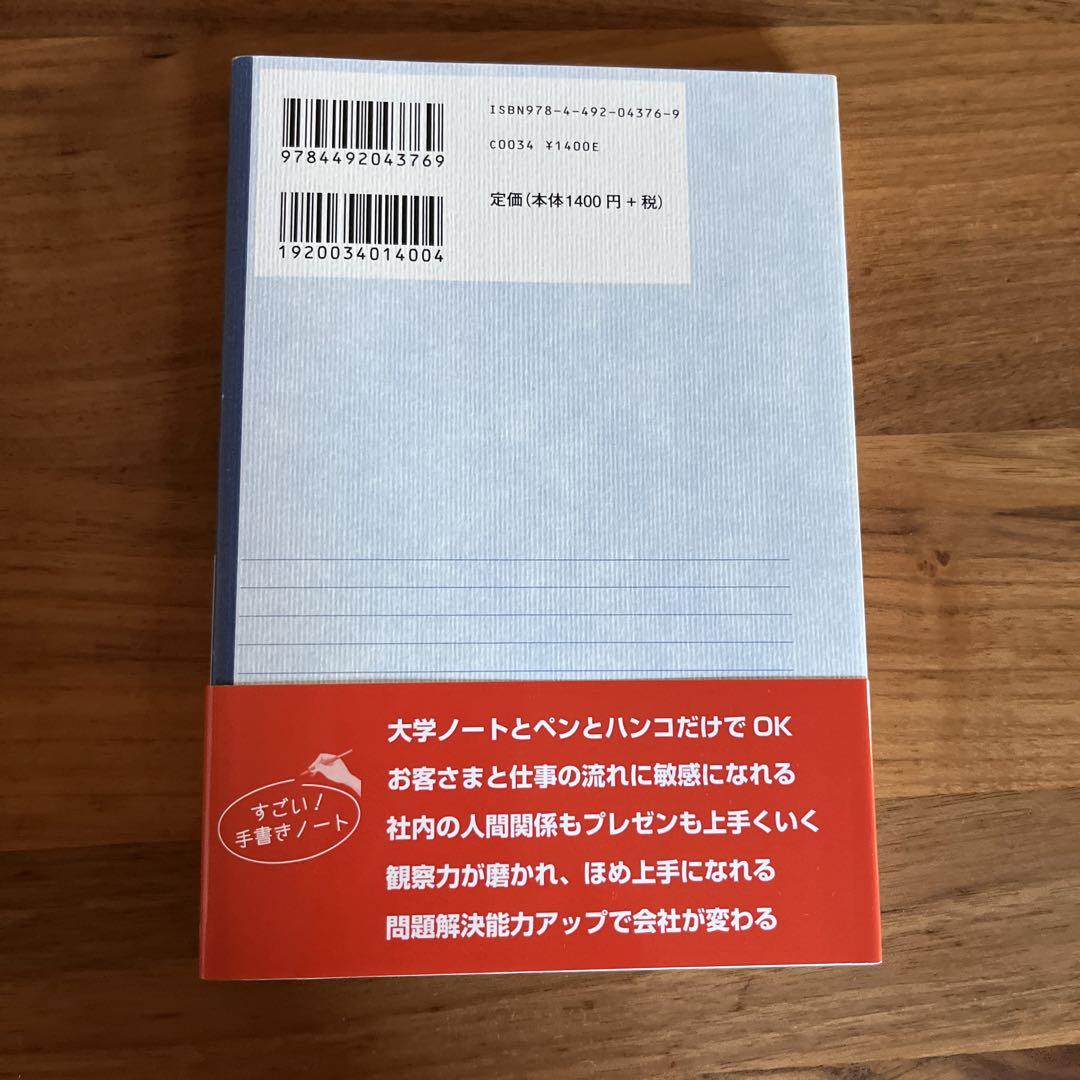 9784492043769
ISBN978-4-492-04376-9
C0034 ¥1400E
定価(本体1400円+税)
1920034014004
すごい!
手書きノート
大学ノートとペンとハンコだけでOK
お客さまと仕事の流れに敏感になれる
社内の人間関係もプレゼンも上手くいく
観察力が磨かれ、ほめ上手になれる
問題解決能力アップで会社が変わる